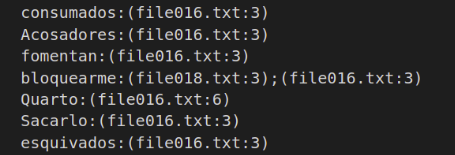 consumados:(file016.txt:3)
Acosadores:(file016.txt:3)
fomentan:(file016.txt:3)
bloquearme:(file018.txt:3);(file016.txt:3)
Quarto:(file016.txt:6)
Sacarlo:(file016.txt:3)
esquivados:(file016.txt:3)